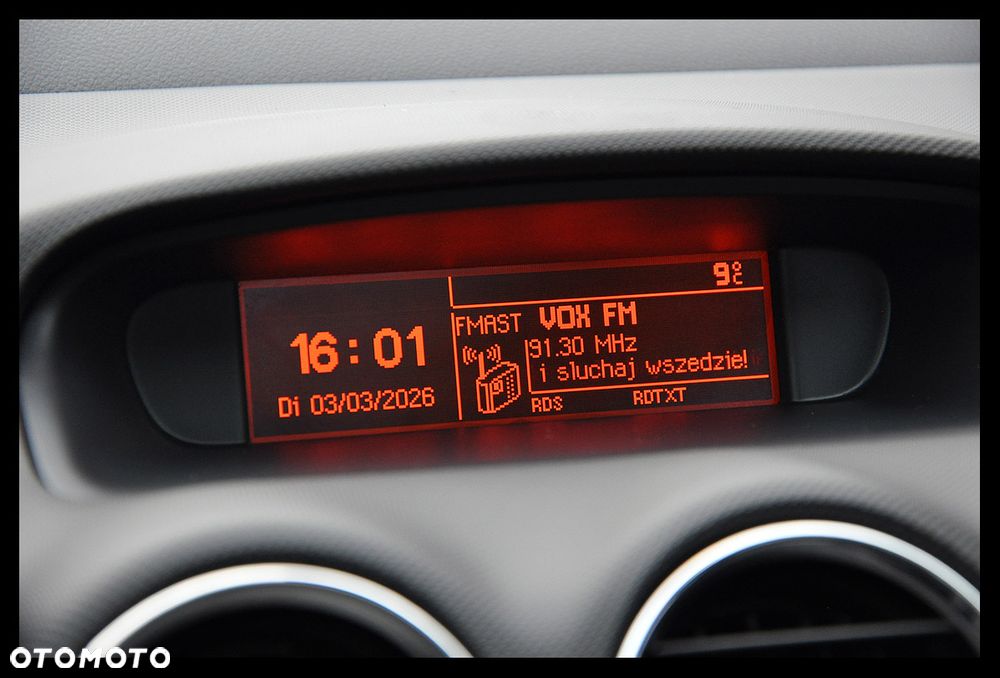 16:01
Di 03/03/2026
9°C
FMAST VOX FM
91.30 MHz
i sluchaj wszedzie!
RDS RDTXT
OTOMOTO